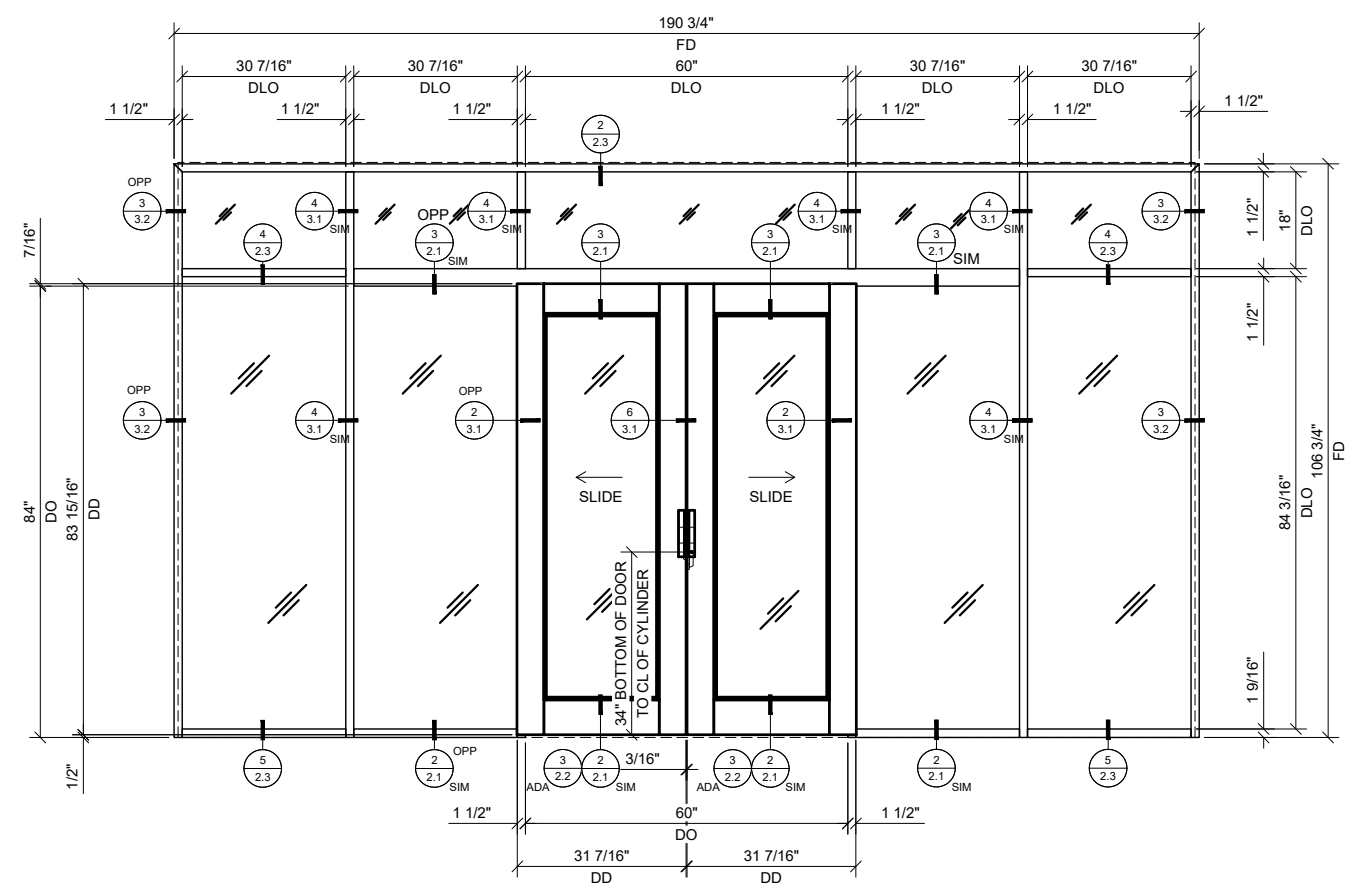 190 3/4"
FD
30 7/16" 30 7/16" 60" 30 7/16" 30 7/16"
DLO DLO DLO DLO DLO
1 1/2" 1 1/2" 1 1/2" 1 1/2" 1 1/2" 1 1/2"
2
2.3
OPP
3 4 4 4 4 3
3.2 3.1 3.1 3.1 3.1 3.2
SIM SIM SIM
OPP
4 3 3 3 3 4
2.3 2.1 2.1 2.1 2.1 2.3
SIM SIM
7/16"
1 1/2"
18"
DLO
1 1/2"
OPP OPP
3 4 2 6 2 4 3
3.2 3.1 3.1 3.1 3.1 3.1 3.2
SIM SIM
84"
DO
83 15/16"
DD
SLIDE SLIDE
34" BOTTOM OF DOOR
TO CL OF CYLINDER
84 3/16"
DLO
106 3/4"
FD
1 9/16"
1/2"
OPP
5 2 3 2 3/16" 3 2 2 5
2.3 2.1 2.2 2.1 2.2 2.1 2.1 2.3
SIM ADA SIM ADA SIM SIM
1 1/2" 60" 1 1/2"
DO
31 7/16" 31 7/16"
DD DD